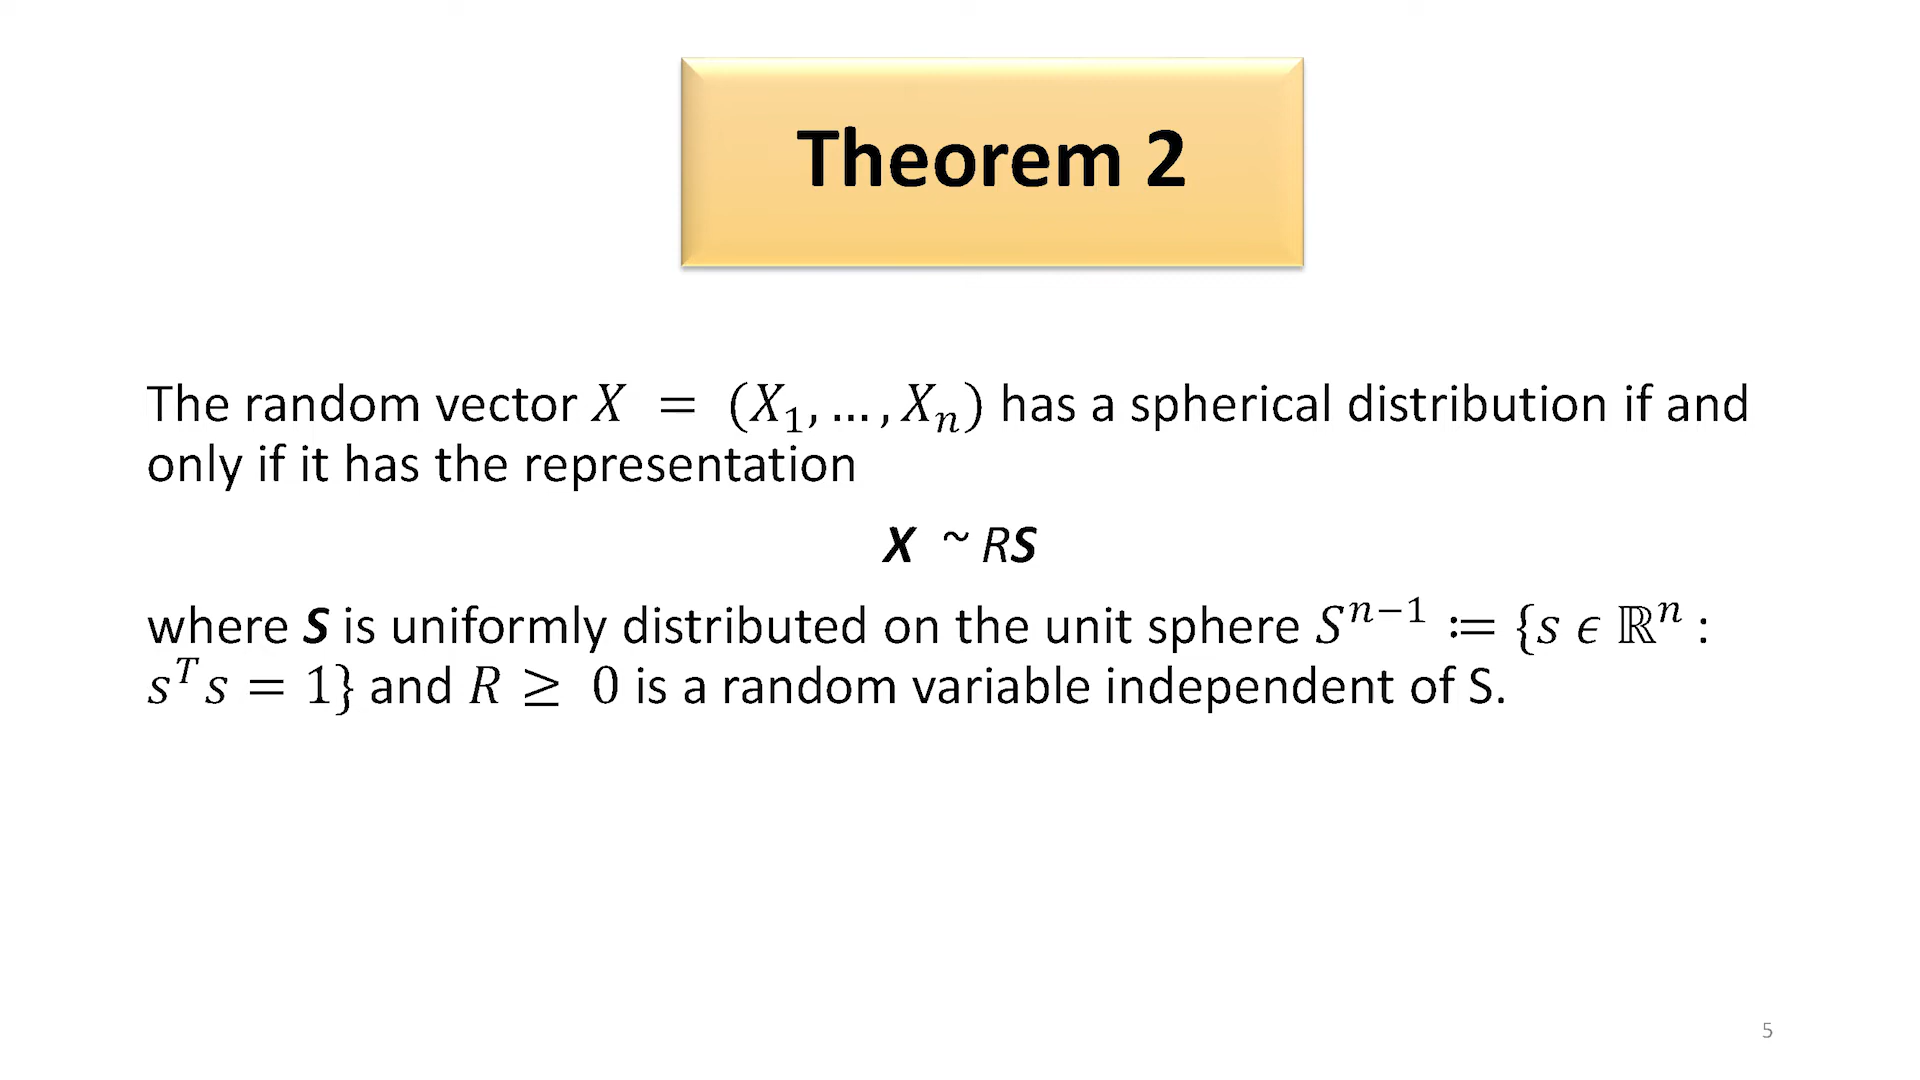 Theorem 2
The random vector 𝑋 = (𝑋₁, … , 𝑋ₙ) has a spherical distribution if and
only if it has the representation
X ~ RS
where S is uniformly distributed on the unit sphere 𝑆ⁿ⁻¹ ≔ {𝑠 𝜖 ℝⁿ :
𝑠ᵀ𝑠 = 1} and 𝑅 ≥ 0 is a random variable independent of S.
5